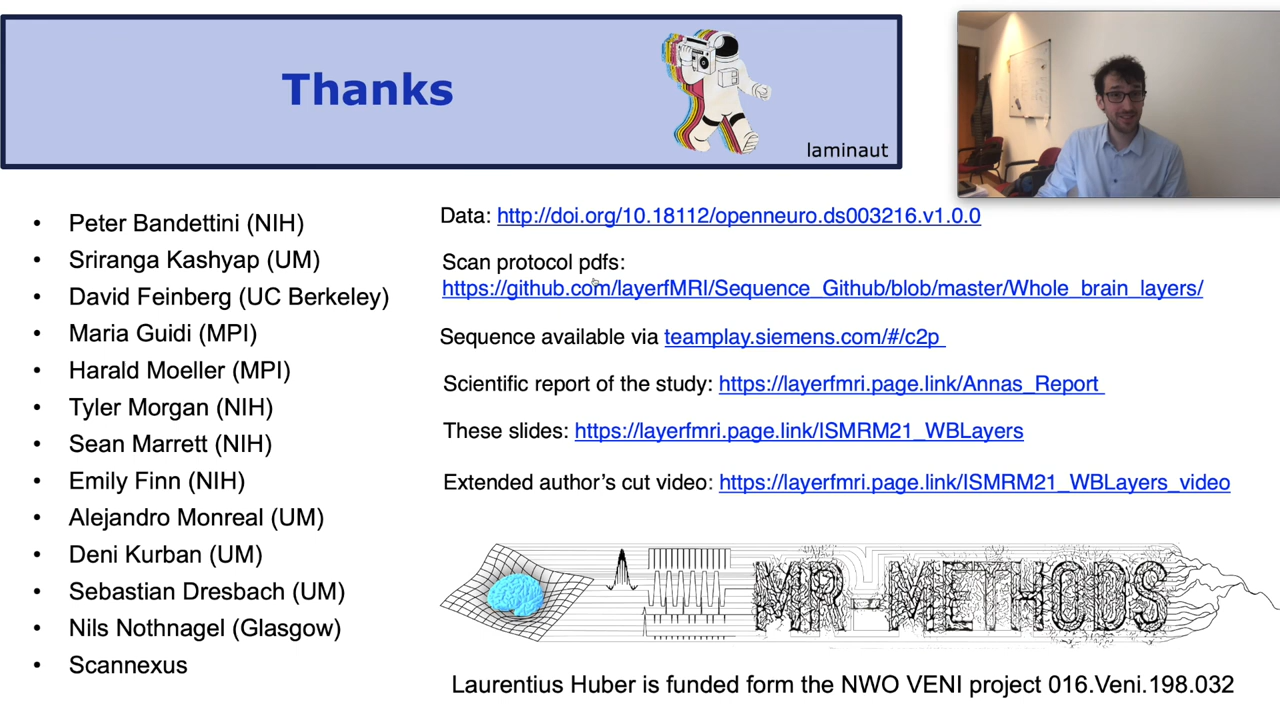 Thanks
laminaut
• Peter Bandettini (NIH)
• Sriranga Kashyap (UM)
• David Feinberg (UC Berkeley)
• Maria Guidi (MPI)
• Harald Moeller (MPI)
• Tyler Morgan (NIH)
• Sean Marrett (NIH)
• Emily Finn (NIH)
• Alejandro Monreal (UM)
• Deni Kurban (UM)
• Sebastian Dresbach (UM)
• Nils Nothnagel (Glasgow)
• Scannexus
Data: http://doi.org/10.18112/openneuro.ds003216.v1.0.0
Scan protocol pdfs:
https://github.com/layerfMRI/Sequence_Github/blob/master/Whole_brain_layers/
Sequence available via teamplay.siemens.com/#/c2p
Scientific report of the study: https://layerfmri.page.link/Annas_Report
These slides: https://layerfmri.page.link/ISMRM21_WBLayers
Extended author’s cut video: https://layerfmri.page.link/ISMRM21_WBLayers_video
MR-METHODS
Laurentius Huber is funded form the NWO VENI project 016.Veni.198.032